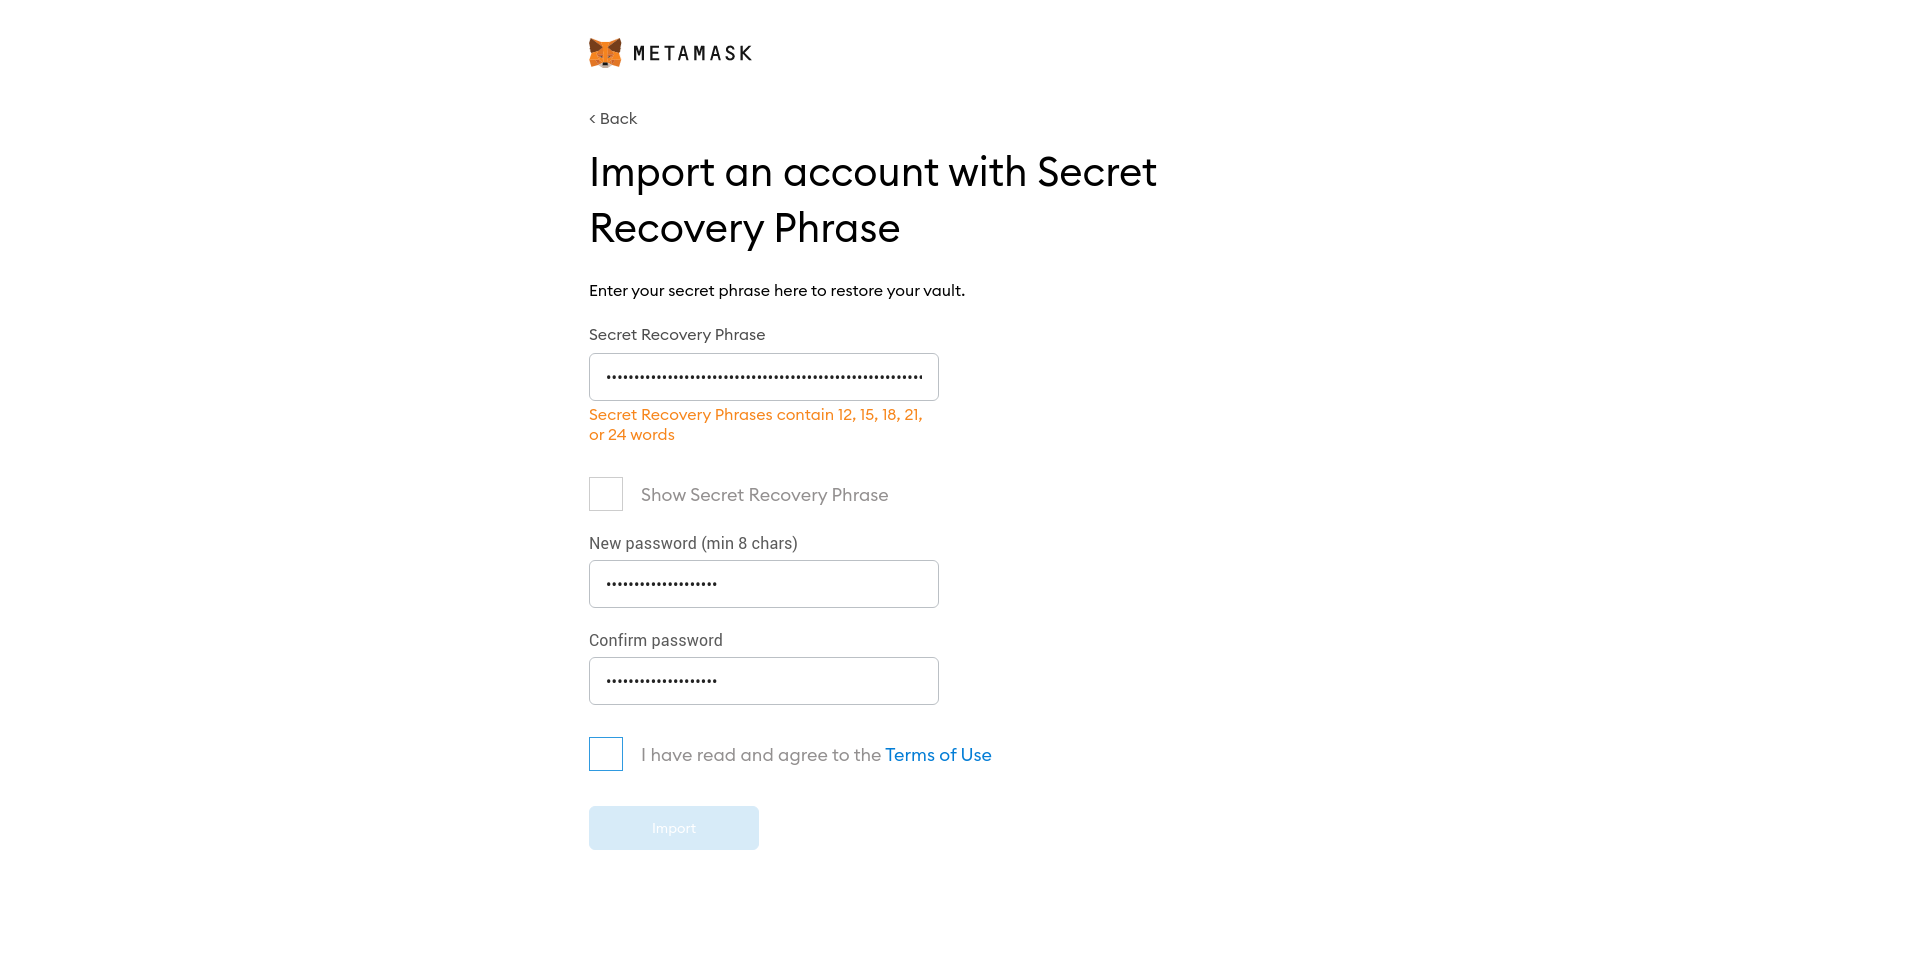 METAMASK
< Back
Import an account with Secret
Recovery Phrase
Enter your secret phrase here to restore your vault.
Secret Recovery Phrase
Secret Recovery Phrases contain 12, 15, 18, 21,
or 24 words
Show Secret Recovery Phrase
New password (min 8 chars)
Confirm password
I have read and agree to the Terms of Use
Import